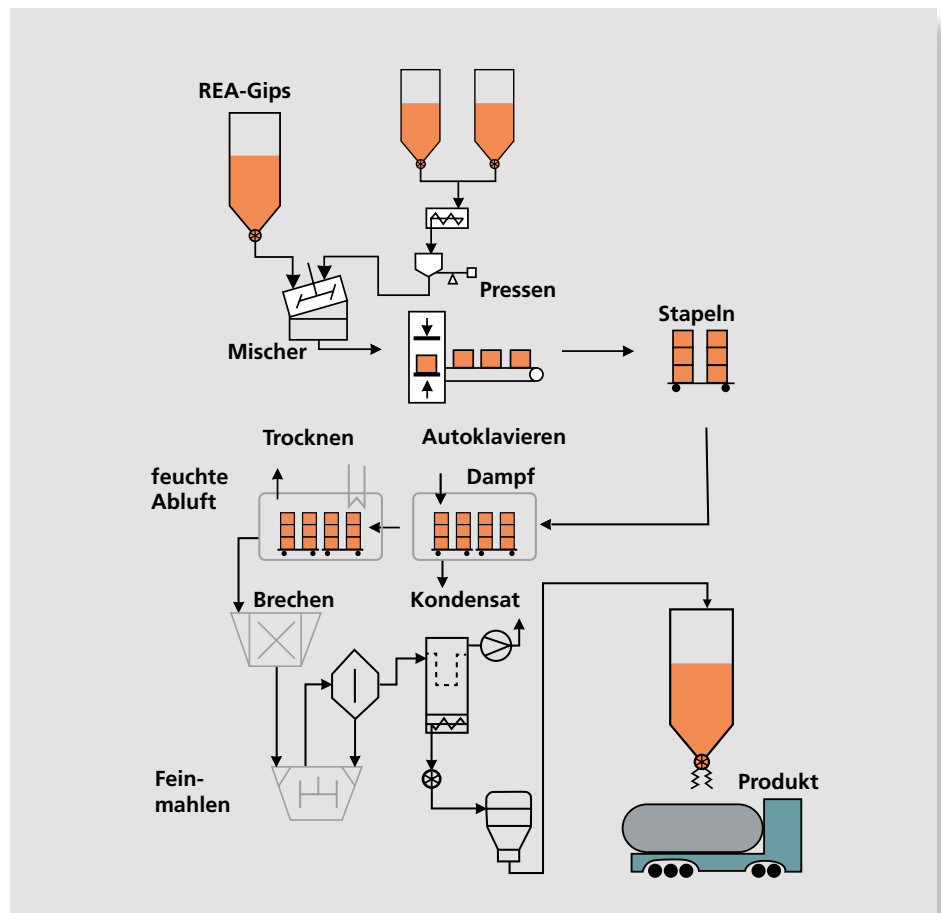 REA-Gips
Pressen
Mischer
Stapeln
Trocknen
Autoklavieren
feuchte
Abluft
Dampf
Brechen
Kondensat
Fein-
mahlen
Produkt